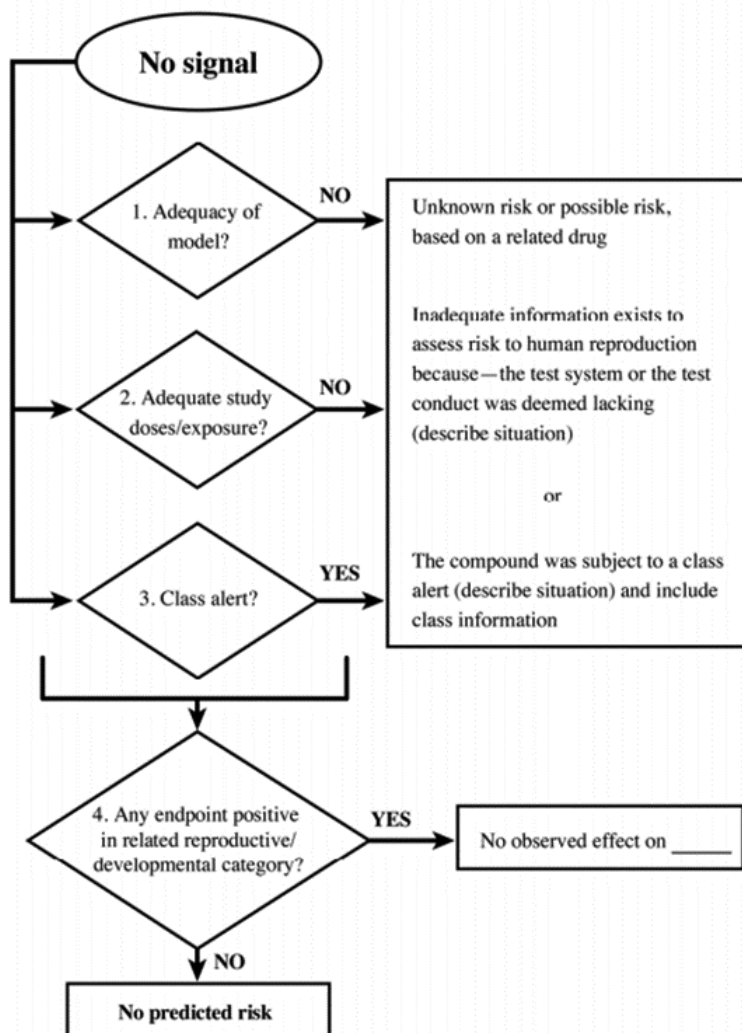 No signal
1. Adequacy of
model?
NO
Unknown risk or possible risk,
based on a related drug
Inadequate information exists to
assess risk to human reproduction
because—the test system or the test
conduct was deemed lacking
(describe situation)
or
The compound was subject to a class
alert (describe situation) and include
class information
2. Adequate study
doses/exposure?
NO
3. Class alert?
YES
4. Any endpoint positive
in related reproductive/
developmental category?
YES
No observed effect on ______
NO
No predicted risk